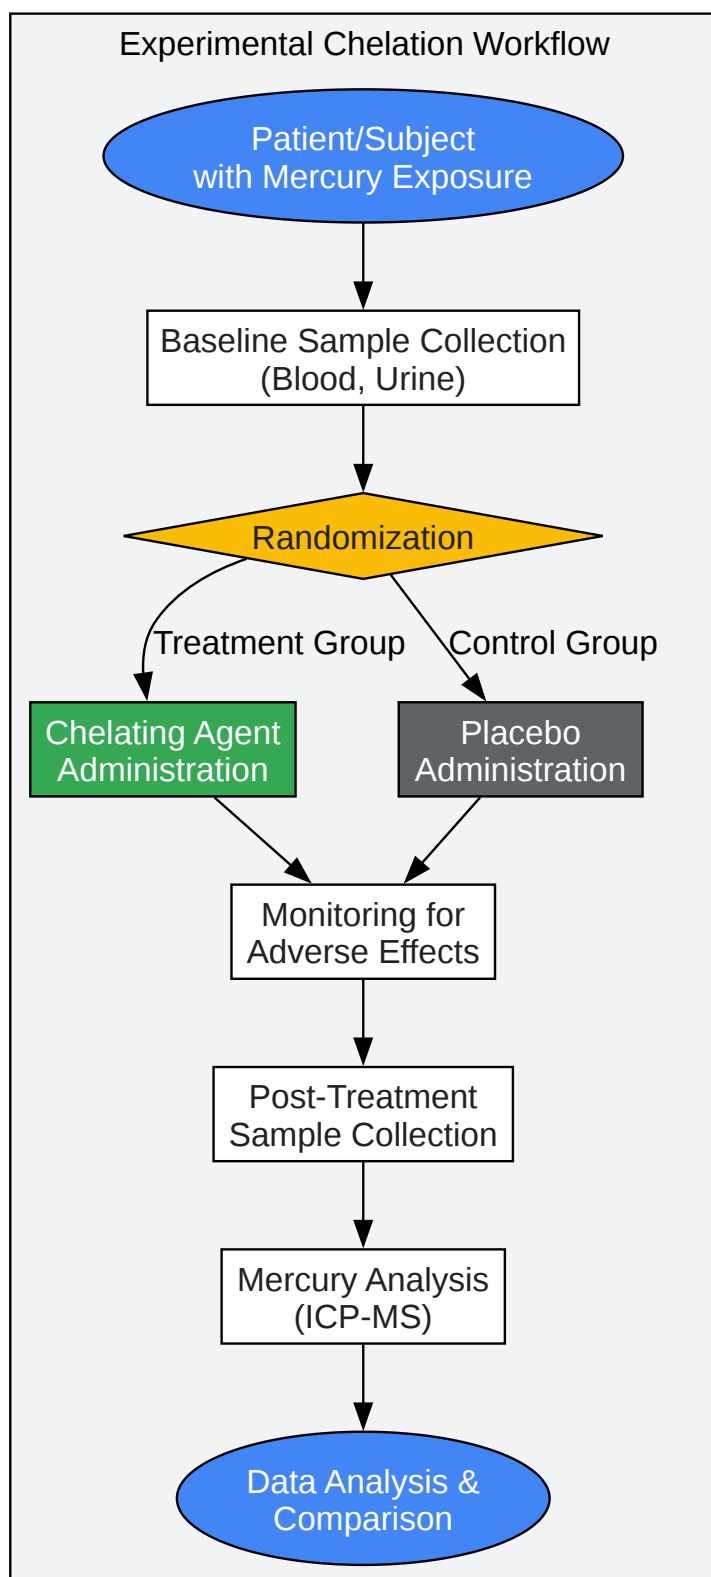 Experimental Chelation Workflow
Patient/Subject
with Mercury Exposure
Baseline Sample Collection
(Blood, Urine)
Randomization
Treatment Group
Control Group
Chelating Agent
Administration
Placebo
Administration
Monitoring for
Adverse Effects
Post-Treatment
Sample Collection
Mercury Analysis
(ICP-MS)
Data Analysis &
Comparison